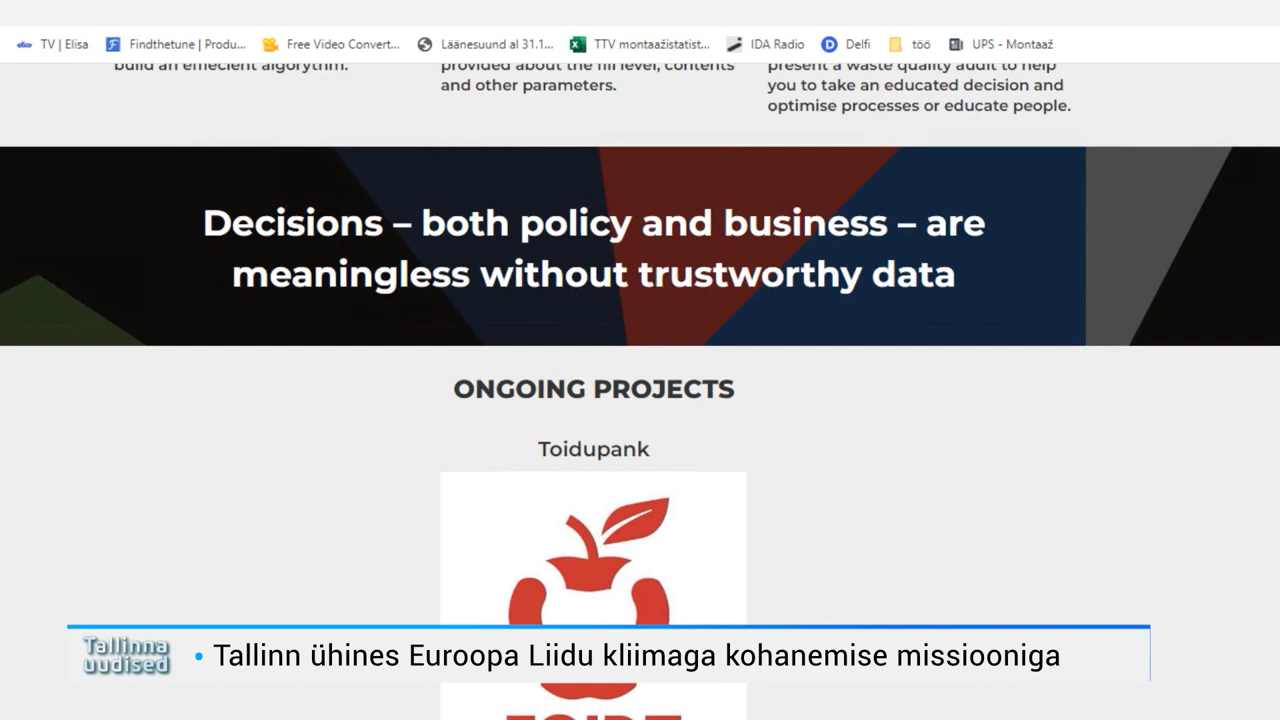 TV | Elisa
Findthetune | Produ...
Free Video Convert...
Läänesuund al 31.1...
TTV montaažistatist...
IDA Radio
Delfi
töö
UPS - Montaaž
build an effecient algorythm.
provided about the fill level, contents
and other parameters.
present a waste quality audit to help
you to take an educated decision and
optimise processes or educate people.
Decisions – both policy and business – are
meaningless without trustworthy data
ONGOING PROJECTS
Toidupank
Tallinna
uudised
• Tallinn ühines Euroopa Liidu kliimaga kohanemise missiooniga